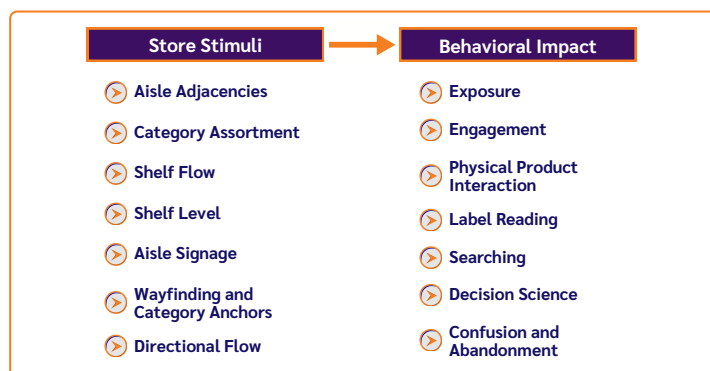 Store Stimuli
Aisle Adjacencies
Category Assortment
Shelf Flow
Shelf Level
Aisle Signage
Wayfinding and
Category Anchors
Directional Flow
Behavioral Impact
Exposure
Engagement
Physical Product
Interaction
Label Reading
Searching
Decision Science
Confusion and
Abandonment